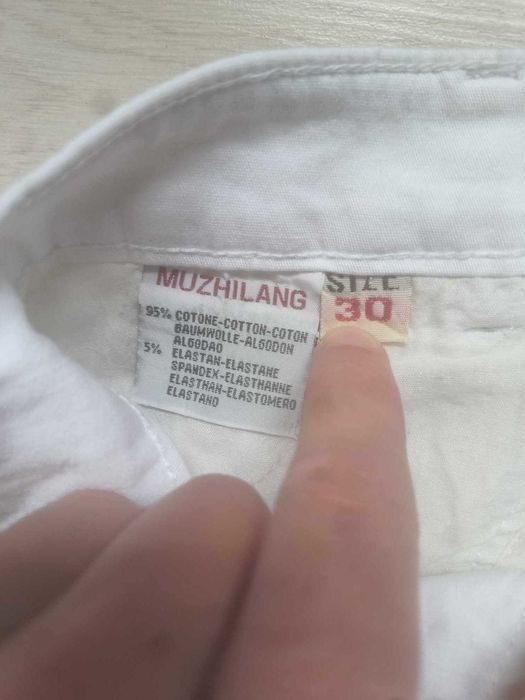 MUZHILANG
95% COTONE-COTTON-COTON
BAUMWOLLE-ALGODON
ALGODAO
5% ELASTAN-ELASTANE
SPANDEX-ELASTHANNE
ELASTHAN-ELASTOMERO
ELASTANO
SIZE
30